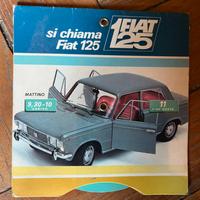 si chiama
Fiat 125
FIAT
125
MATTINO
9,30-10
11